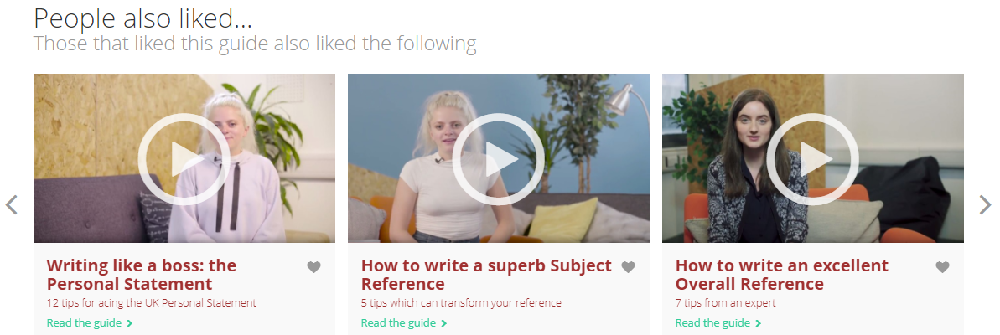 People also liked...
Those that liked this guide also liked the following
Writing like a boss: the
Personal Statement
12 tips for acing the UK Personal Statement
Read the guide
How to write a superb Subject
Reference
5 tips which can transform your reference
Read the guide
How to write an excellent
Overall Reference
7 tips from an expert
Read the guide